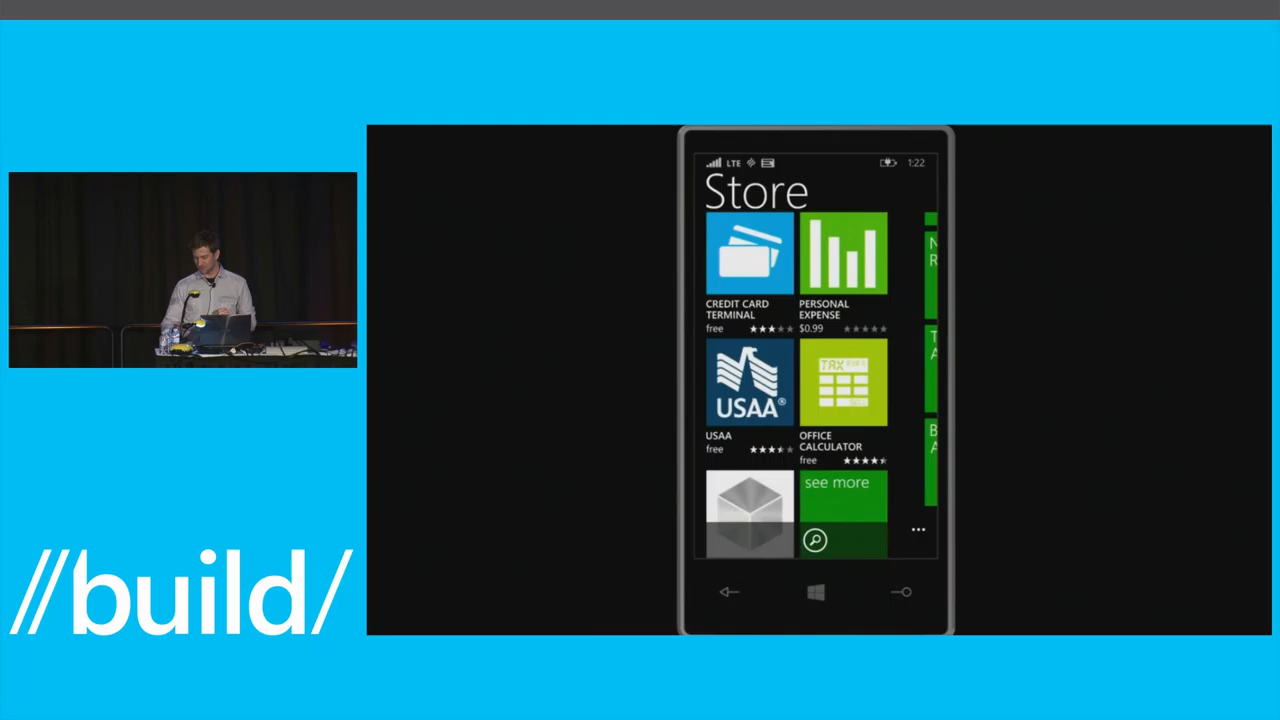 LTE 1:22
Store
CREDIT CARD
TERMINAL
free
PERSONAL
EXPENSE
$0.99
USAA®
USAA
free
TAX
OFFICE
CALCULATOR
free
see more
N
R
T
A
B
A
//build/